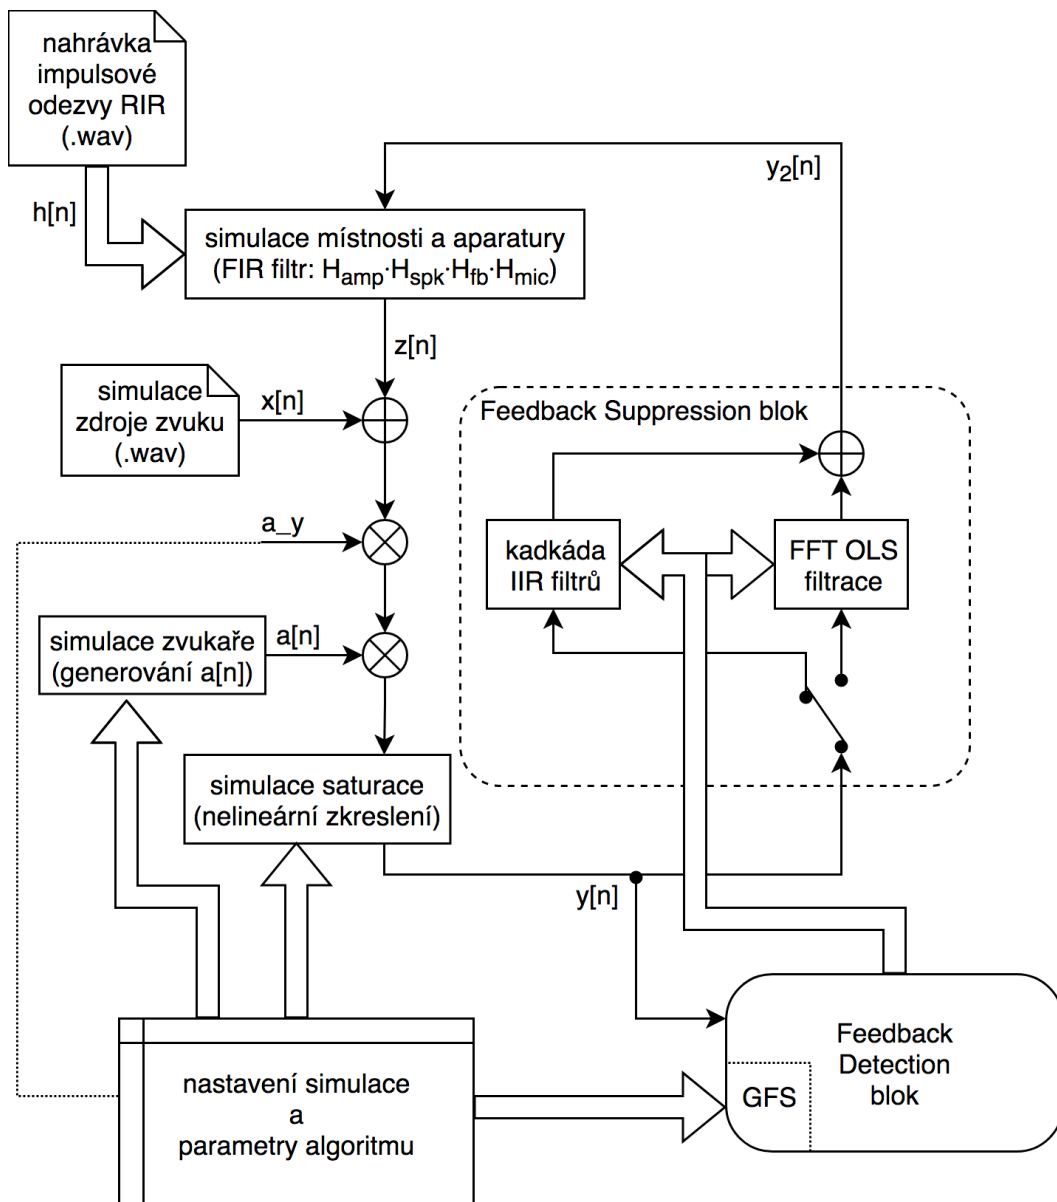 nahrávka
impulsové
odezvy RIR
(.wav)
h[n]
y₂[n]
simulace místnosti a aparatury
(FIR filtr: Hamp·Hspk·Hfb·Hmic)
z[n]
simulace
zdroje zvuku
(.wav)
x[n]
Feedback Suppression blok
a_y
kadkáda
IIR filtrů
FFT OLS
filtrace
simulace zvukaře
(generování a[n])
a[n]
simulace saturace
(nelineární zkreslení)
y[n]
Feedback
Detection
blok
GFS
nastavení simulace
a
parametry algoritmu